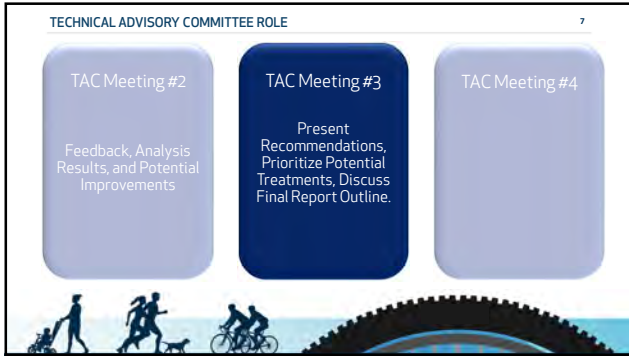 TECHNICAL ADVISORY COMMITTEE ROLE
7
TAC Meeting #2
Feedback, Analysis
Results, and Potential
Improvements
TAC Meeting #3
Present
Recommendations,
Prioritize Potential
Treatments, Discuss
Final Report Outline.
TAC Meeting #4